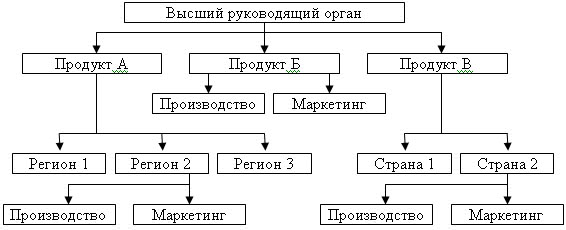 Высший руководящий орган
Продукт А
Продукт Б
Продукт В
Производство
Маркетинг
Регион 1
Регион 2
Регион 3
Страна 1
Страна 2
Производство
Маркетинг
Производство
Маркетинг